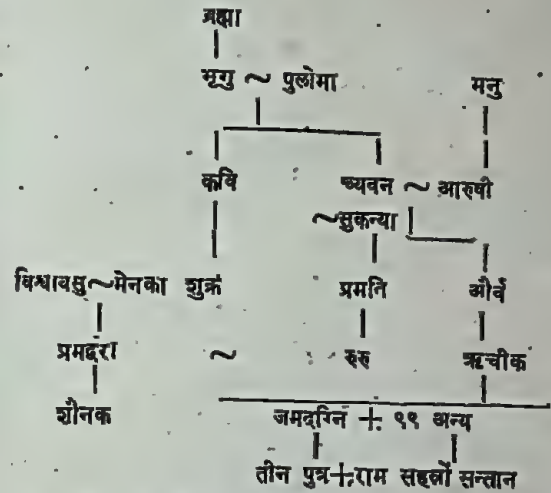 ब्रह्मा
भृगु ~ पुलोमा मनु
कवि च्यवन ~ आरुषी
~सुकन्या
विश्वावसु~मेनका शुक्र प्रमति और्व
प्रमद्वरा ~ रुरु ऋचीक
शौनक
जमदग्नि + ९९ अन्य
तीन पुत्र+राम सहस्रों सन्तान